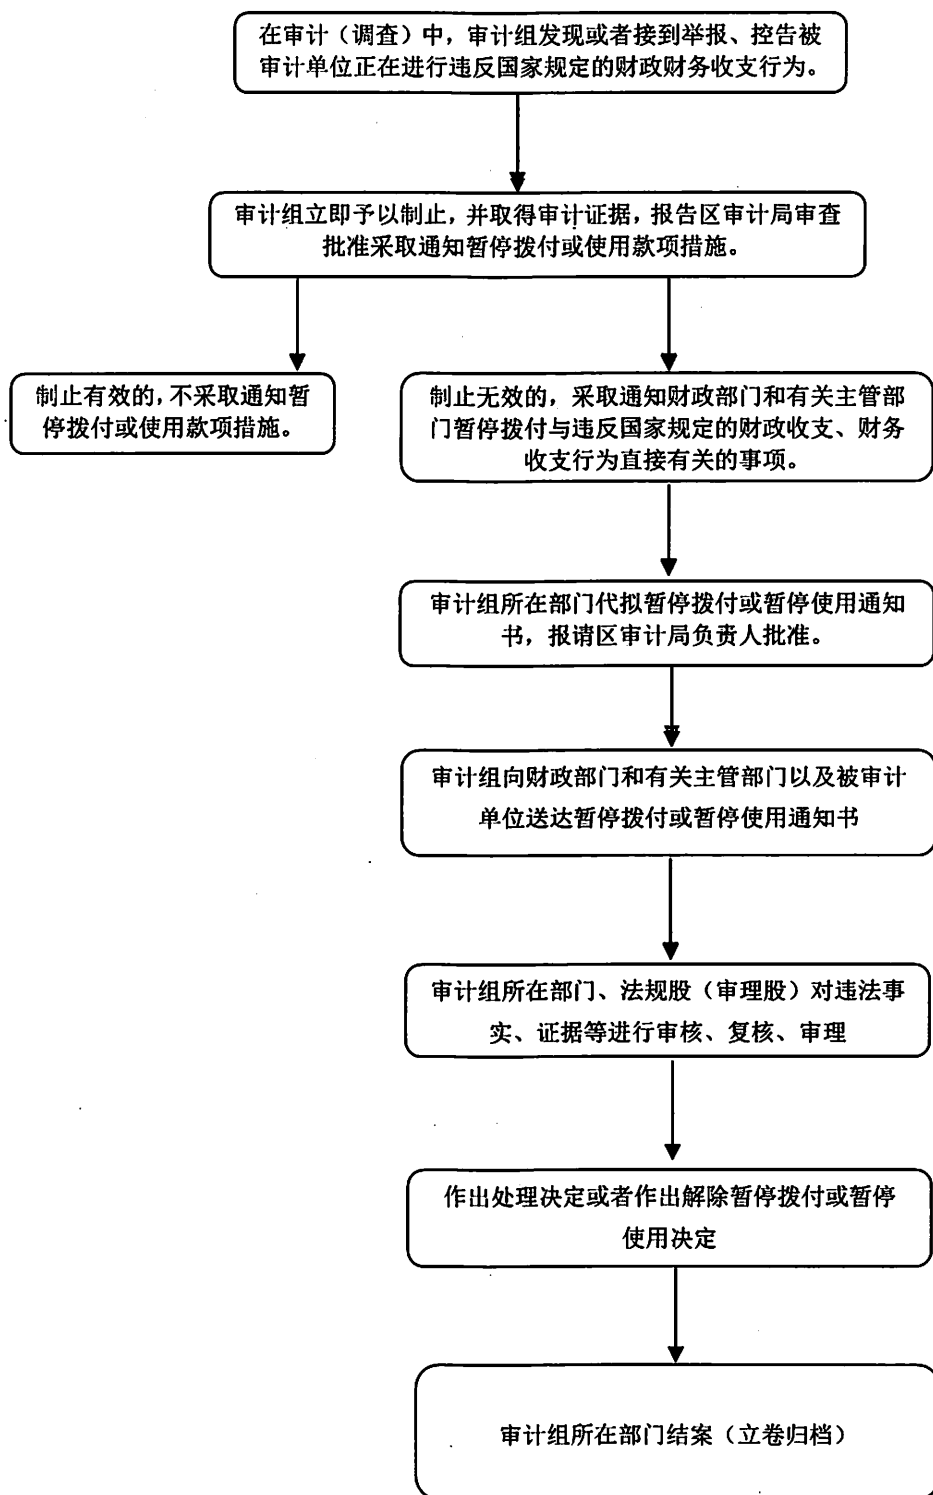 在审计（调查）中，审计组发现或者接到举报、控告被
审计单位正在进行违反国家规定的财政财务收支行为。
审计组立即予以制止，并取得审计证据，报告区审计局审查
批准采取通知暂停拨付或使用款项措施。
制止有效的，不采取通知暂
停拨付或使用款项措施。
制止无效的，采取通知财政部门和有关主管部
门暂停拨付与违反国家规定的财政收支、财务
收支行为直接有关的事项。
审计组所在部门代拟暂停拨付或暂停使用通知
书，报请区审计局负责人批准。
审计组向财政部门和有关主管部门以及被审计
单位送达暂停拨付或暂停使用通知书
审计组所在部门、法规股（审理股）对违法事
实、证据等进行审核、复核、审理
作出处理决定或者作出解除暂停拨付或暂停
使用决定
审计组所在部门结案（立卷归档）